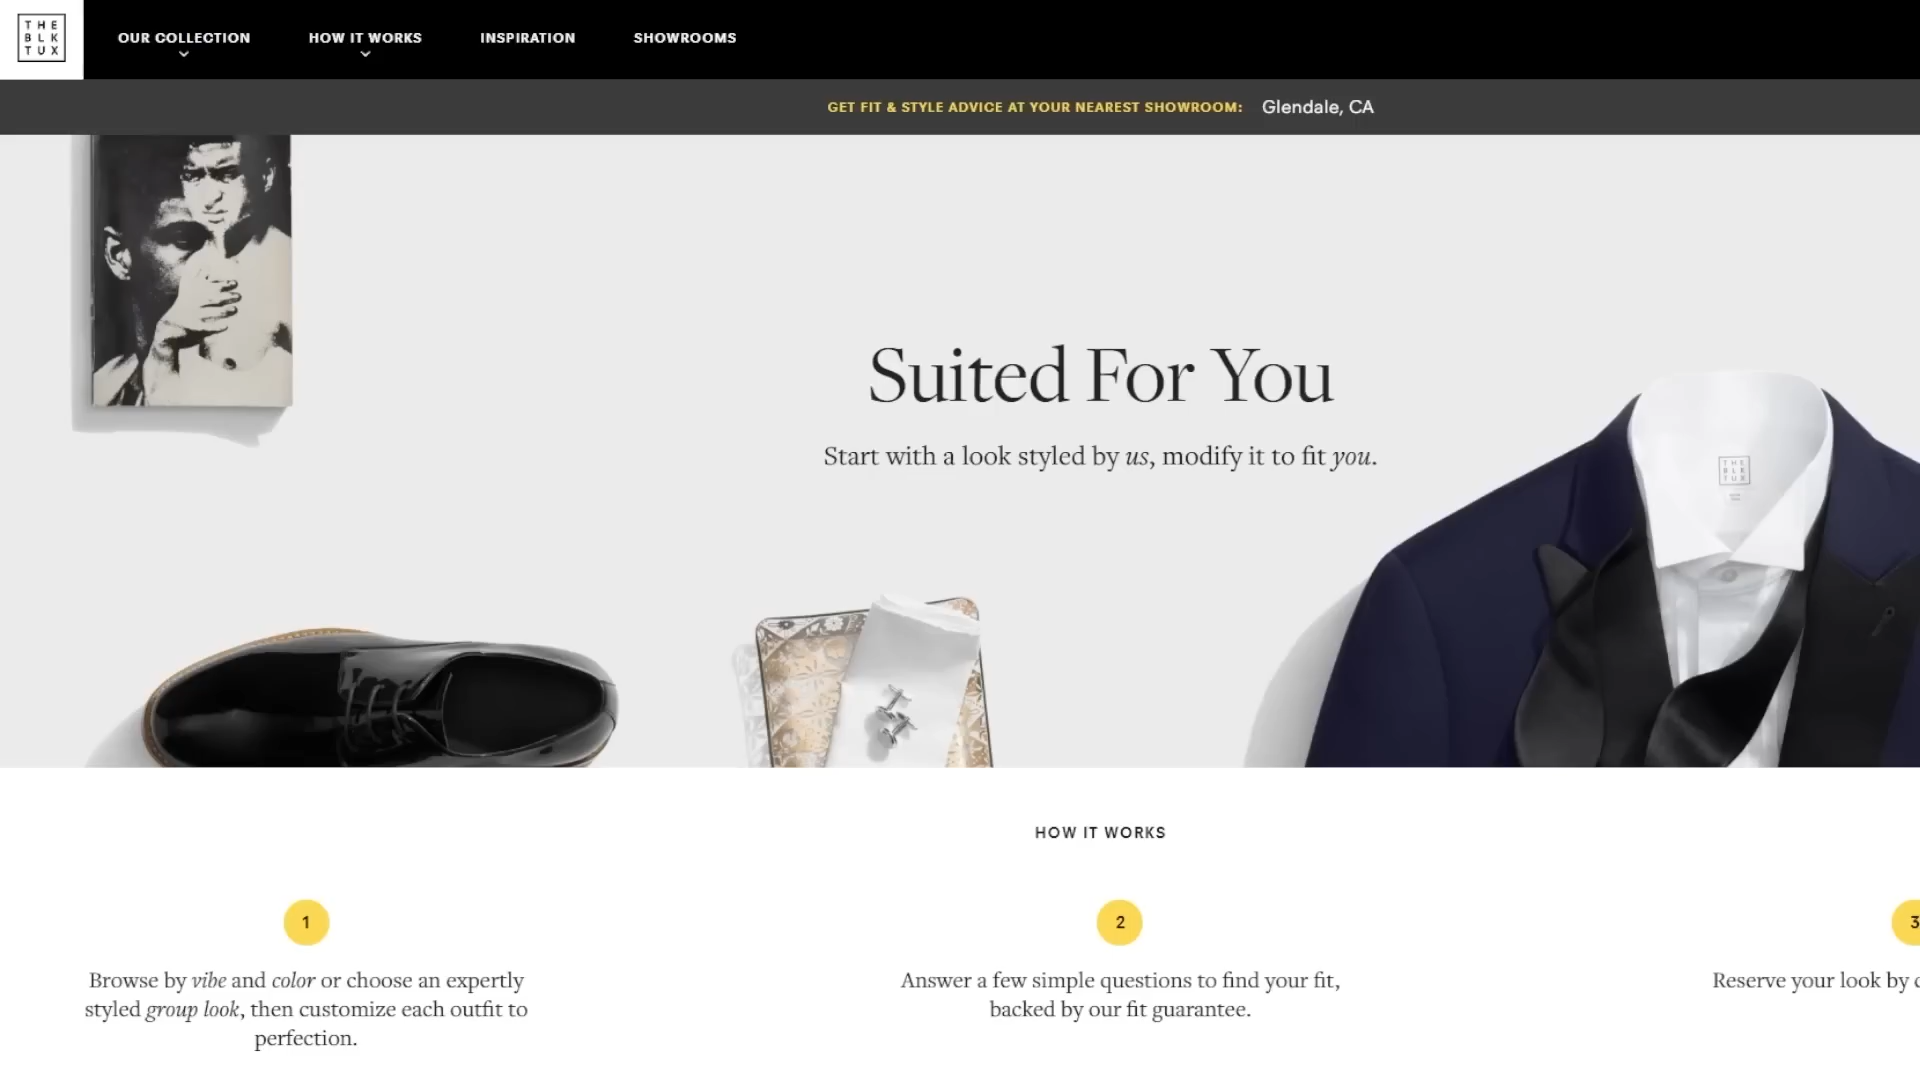 THE
BLK
TUX
OUR COLLECTION
HOW IT WORKS
INSPIRATION
SHOWROOMS
GET FIT & STYLE ADVICE AT YOUR NEAREST SHOWROOM: Glendale, CA
Suited For You
Start with a look styled by us, modify it to fit you.
THE
BLK
TUX
HOW IT WORKS
1
Browse by vibe and color or choose an expertly
styled group look, then customize each outfit to
perfection.
2
Answer a few simple questions to find your fit,
backed by our fit guarantee.
3
Reserve your look by